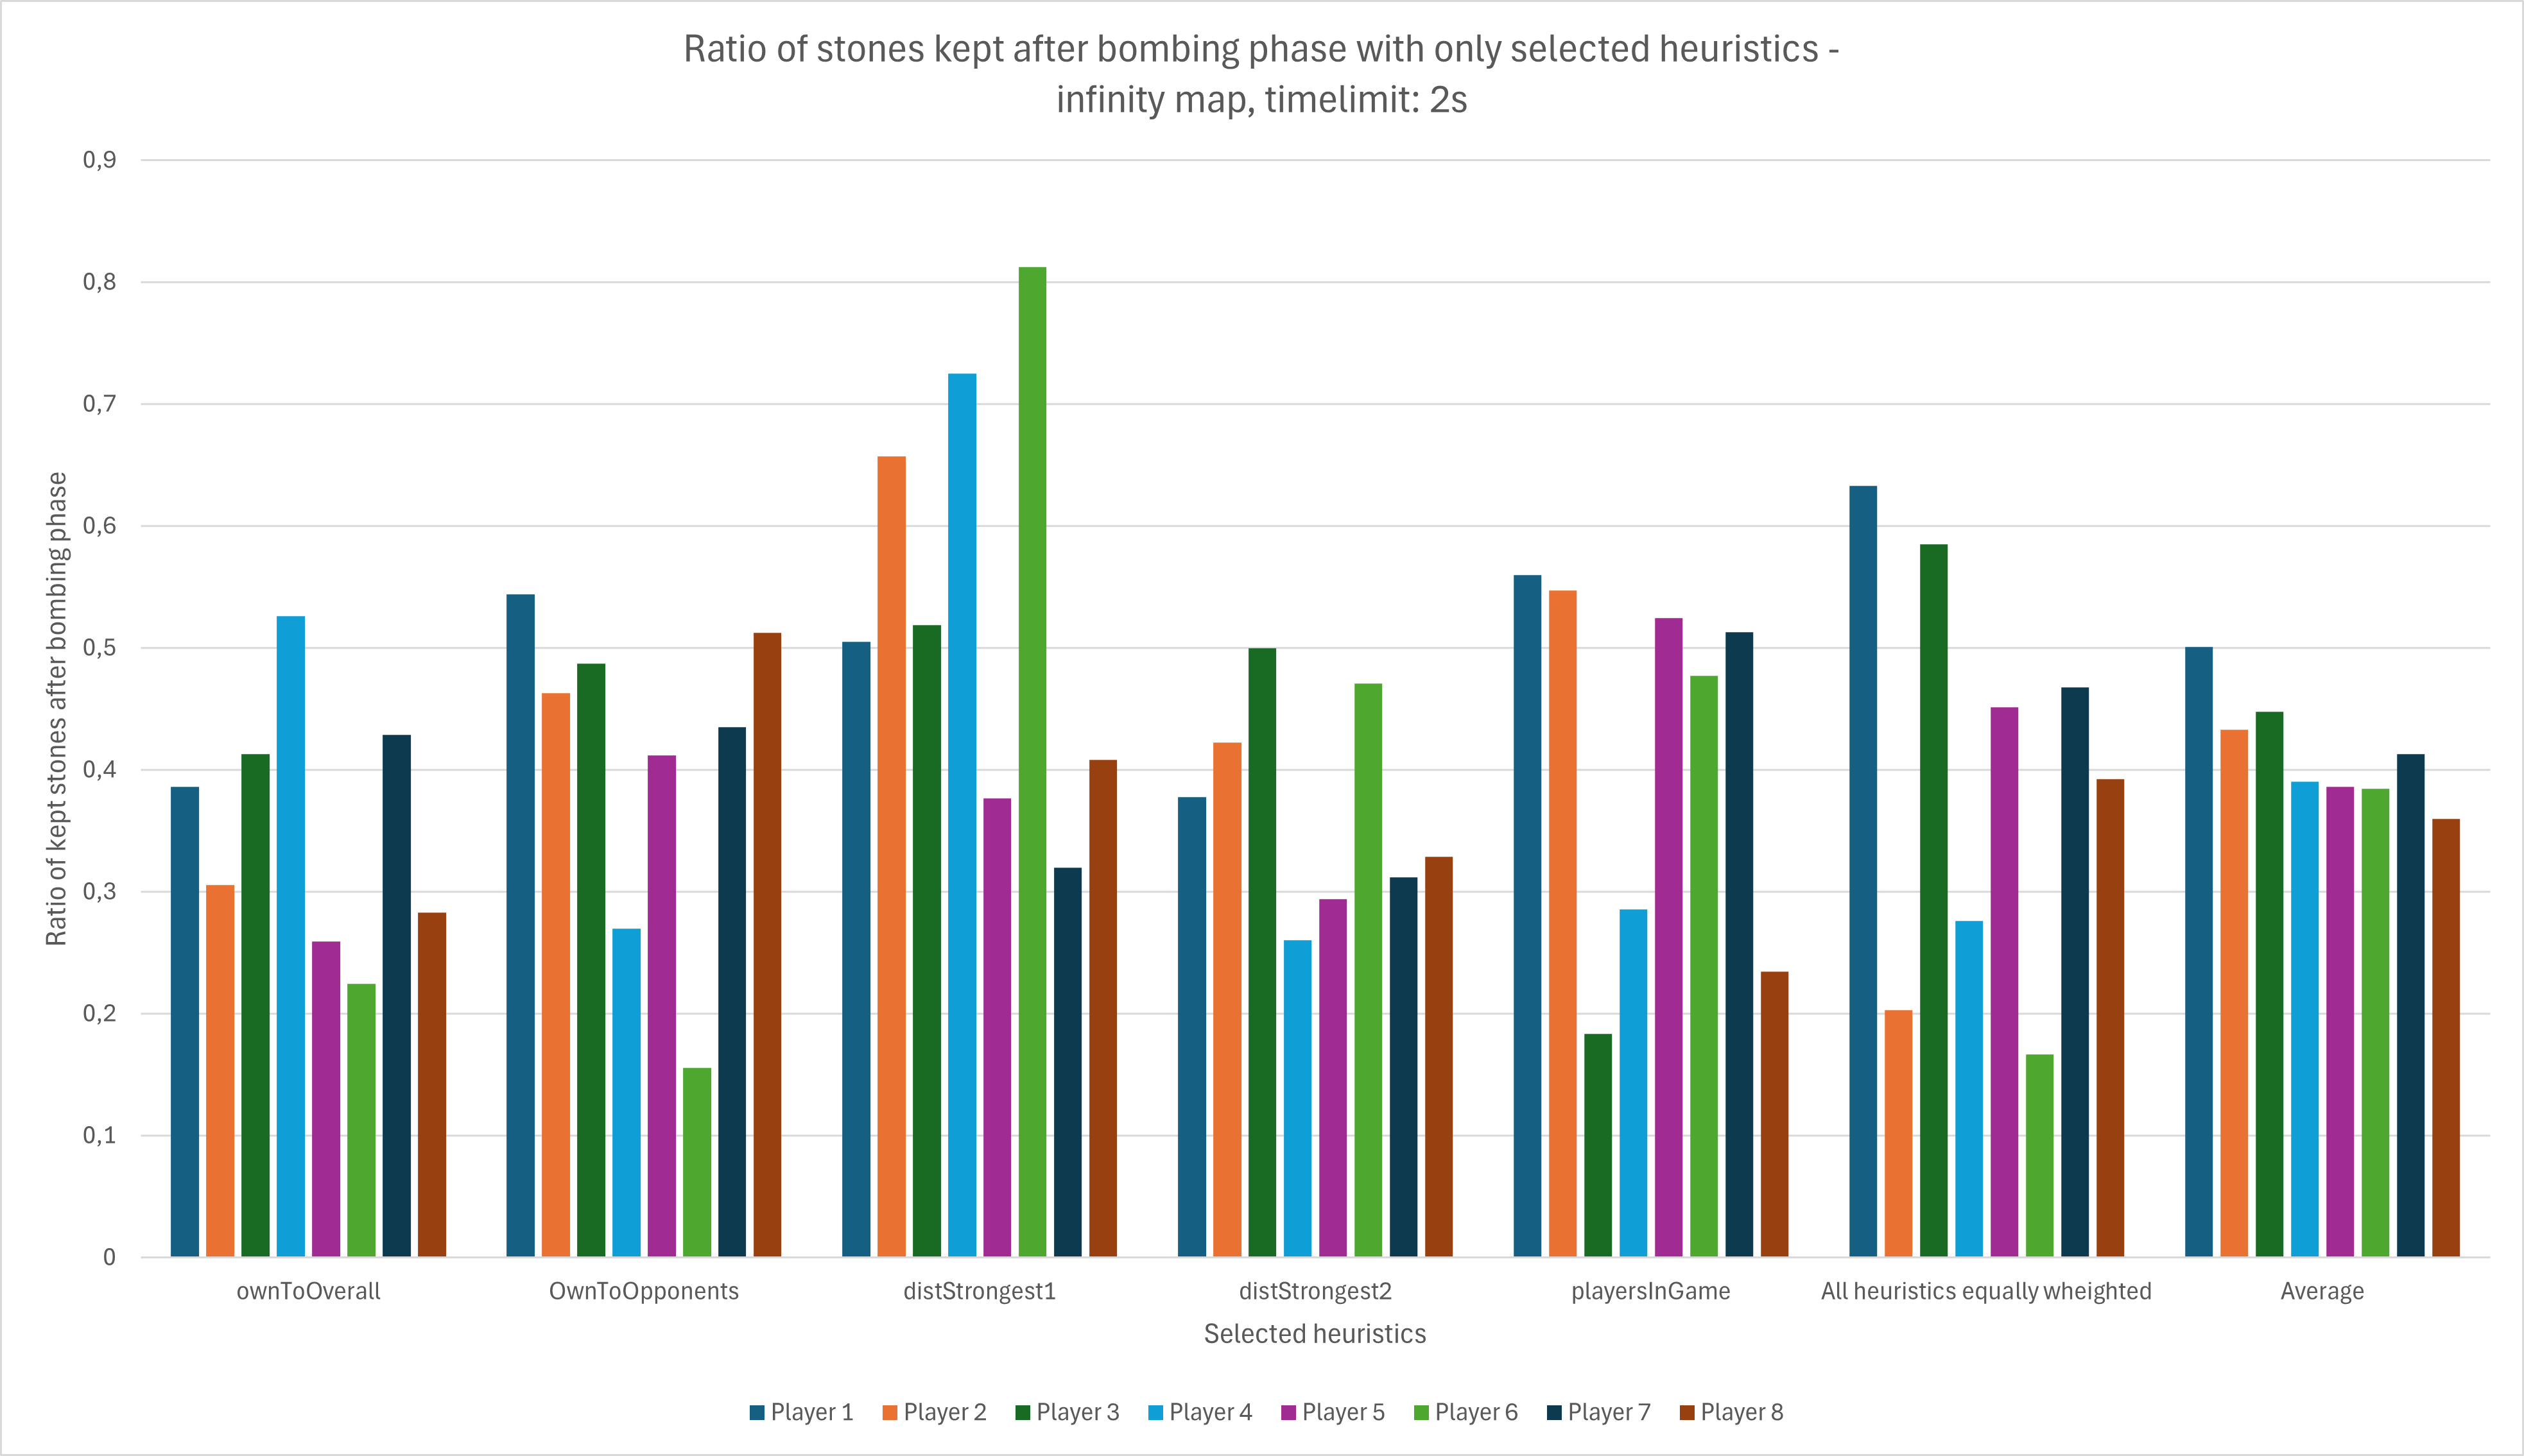 Ratio of stones kept after bombing phase with only selected heuristics -
infinity map, timelimit: 2s
0,9
0,8
0,7
0,6
0,5
0,4
0,3
0,2
0,1
0
Ratio of kept stones after bombing phase
ownToOverall
OwnToOpponents
distStrongest1
distStrongest2
playersInGame
All heuristics equally wheighted
Average
Selected heuristics
Player 1
Player 2
Player 3
Player 4
Player 5
Player 6
Player 7
Player 8